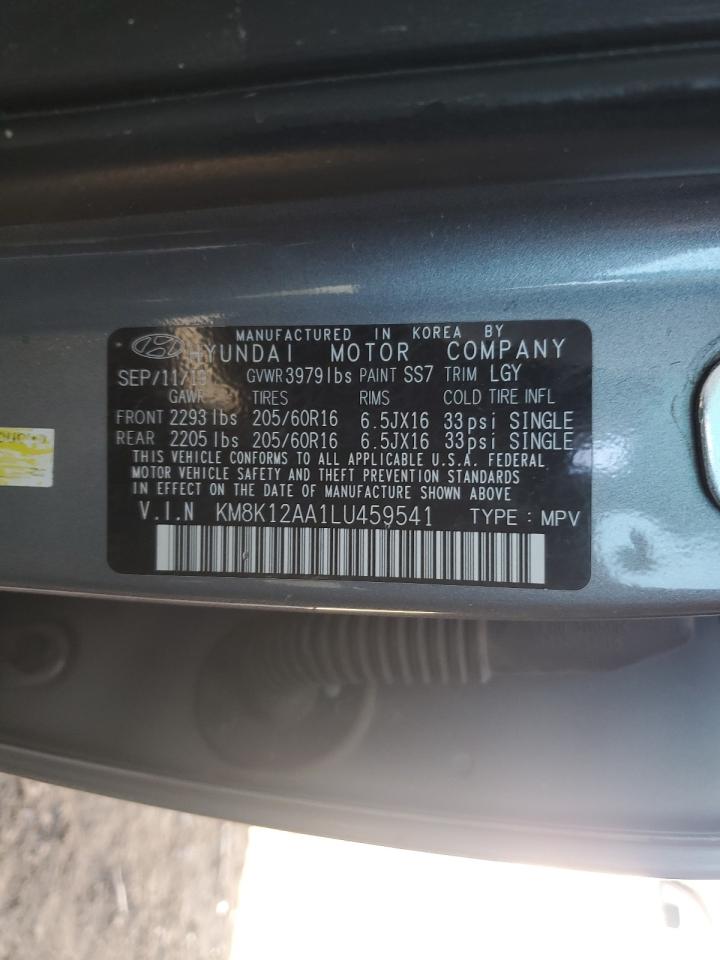 MANUFACTURED IN KOREA BY
HYUNDAI MOTOR COMPANY
SEP/11/19 GVWR 3979lbs PAINT SS7 TRIM LGY
GAWR TIRES RIMS COLD TIRE INFL
FRONT 2293lbs 205/60R16 6.5JX16 33psi SINGLE
REAR 2205lbs 205/60R16 6.5JX16 33psi SINGLE
THIS VEHICLE CONFORMS TO ALL APPLICABLE U.S.A. FEDERAL
MOTOR VEHICLE SAFETY AND THEFT PREVENTION STANDARDS
IN EFFECT ON THE DATE OF MANUFACTURE SHOWN ABOVE
V.I.N KM8K12AA1LU459541 TYPE : MPV